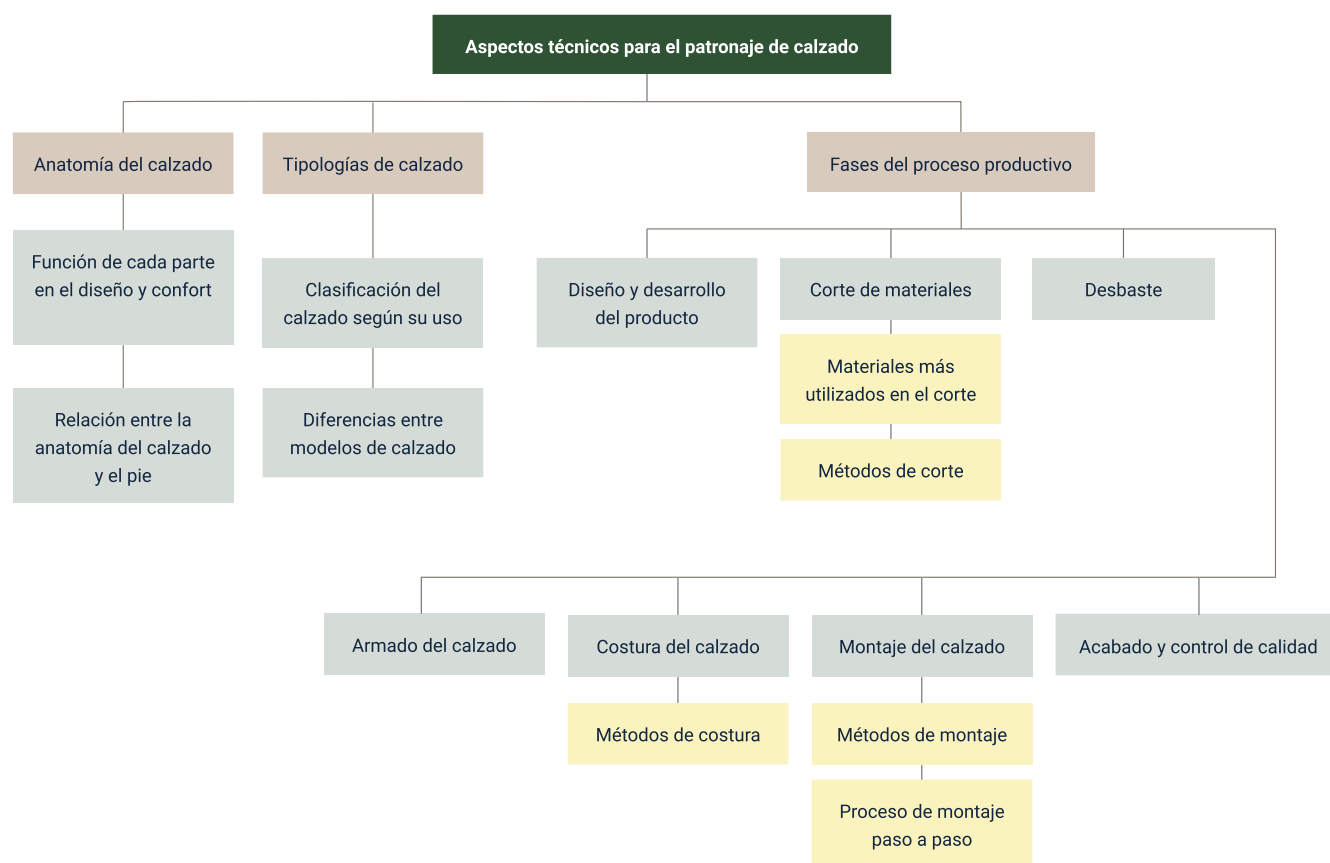 Aspectos técnicos para el patronaje de calzado
Anatomía del calzado
Tipologías de calzado
Fases del proceso productivo
Función de cada parte
en el diseño y confort
Relación entre la
anatomía del calzado
y el pie
Clasificación del
calzado según su uso
Diferencias entre
modelos de calzado
Diseño y desarrollo
del producto
Corte de materiales
Materiales más
utilizados en el corte
Métodos de corte
Desbaste
Armado del calzado
Costura del calzado
Métodos de costura
Montaje del calzado
Métodos de montaje
Proceso de montaje
paso a paso
Acabado y control de calidad